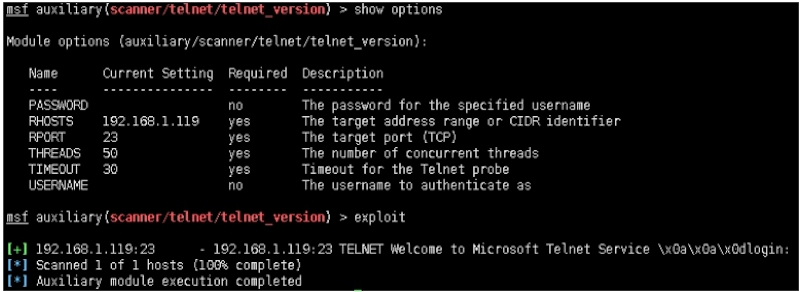 msf auxiliary(scanner/telnet/telnet_version) > show options
Module options (auxiliary/scanner/telnet/telnet_version):
Name Current Setting Required Description
---- --------------- -------- -----------
PASSWORD no The password for the specified username
RHOSTS 192.168.1.119 yes The target address range or CIDR identifier
RPORT 23 yes The target port (TCP)
THREADS 50 yes The number of concurrent threads
TIMEOUT 30 yes Timeout for the Telnet probe
USERNAME no The username to authenticate as
msf auxiliary(scanner/telnet/telnet_version) > exploit
[+] 192.168.1.119:23 - 192.168.1.119:23 TELNET Welcome to Microsoft Telnet Service \x0a\x0a\x0dlogin:
[*] Scanned 1 of 1 hosts (100% complete)
[*] Auxiliary module execution completed